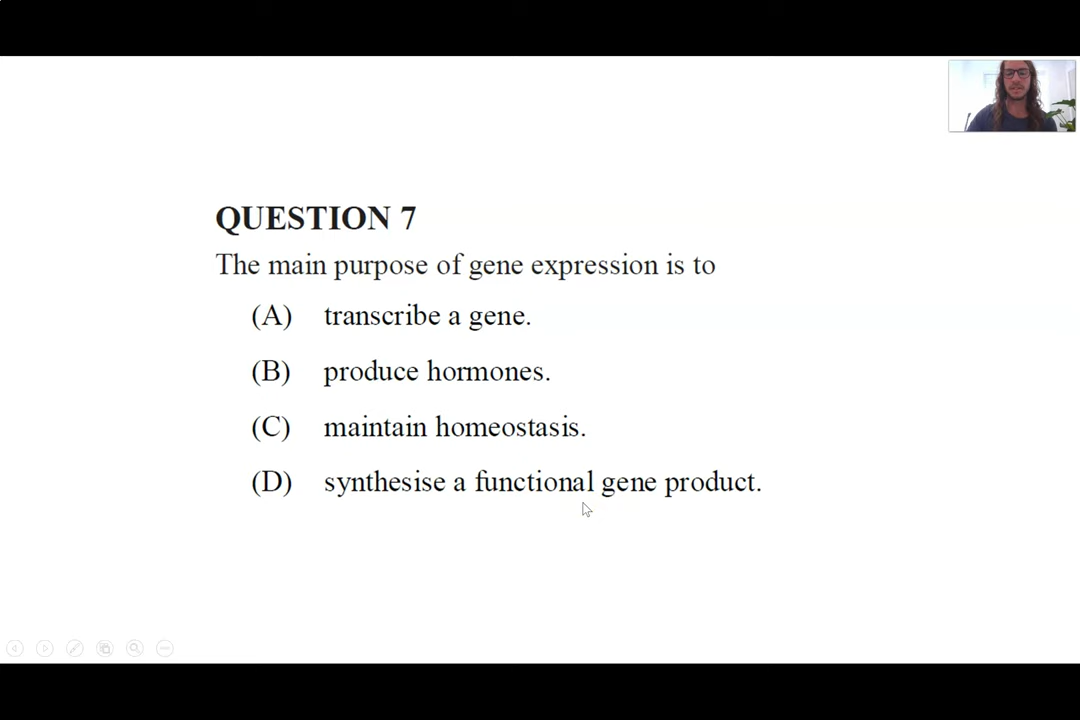 QUESTION 7
The main purpose of gene expression is to
(A) transcribe a gene.
(B) produce hormones.
(C) maintain homeostasis.
(D) synthesise a functional gene product.